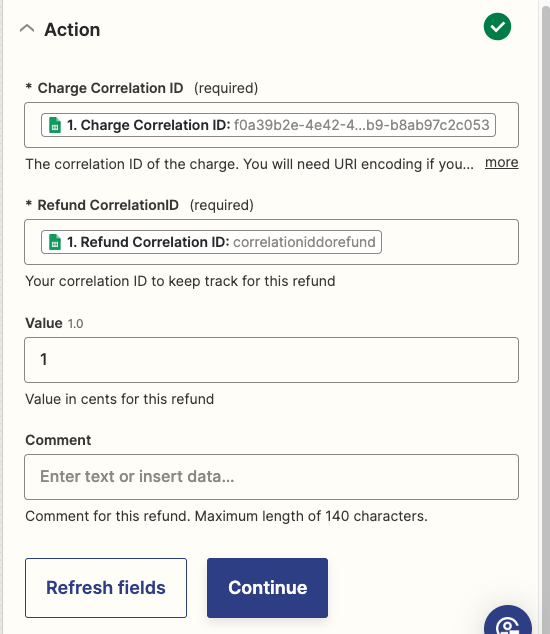 Action
* Charge Correlation ID (required)
1. Charge Correlation ID: f0a39b2e-4e42-4...b9-b8ab97c2c053
The correlation ID of the charge. You will need URI encoding if you... more
* Refund CorrelationID (required)
1. Refund Correlation ID: correlationiddorefund
Your correlation ID to keep track for this refund
Value 1.0
1
Value in cents for this refund
Comment
Enter text or insert data...
Comment for this refund. Maximum length of 140 characters.
Refresh fields Continue